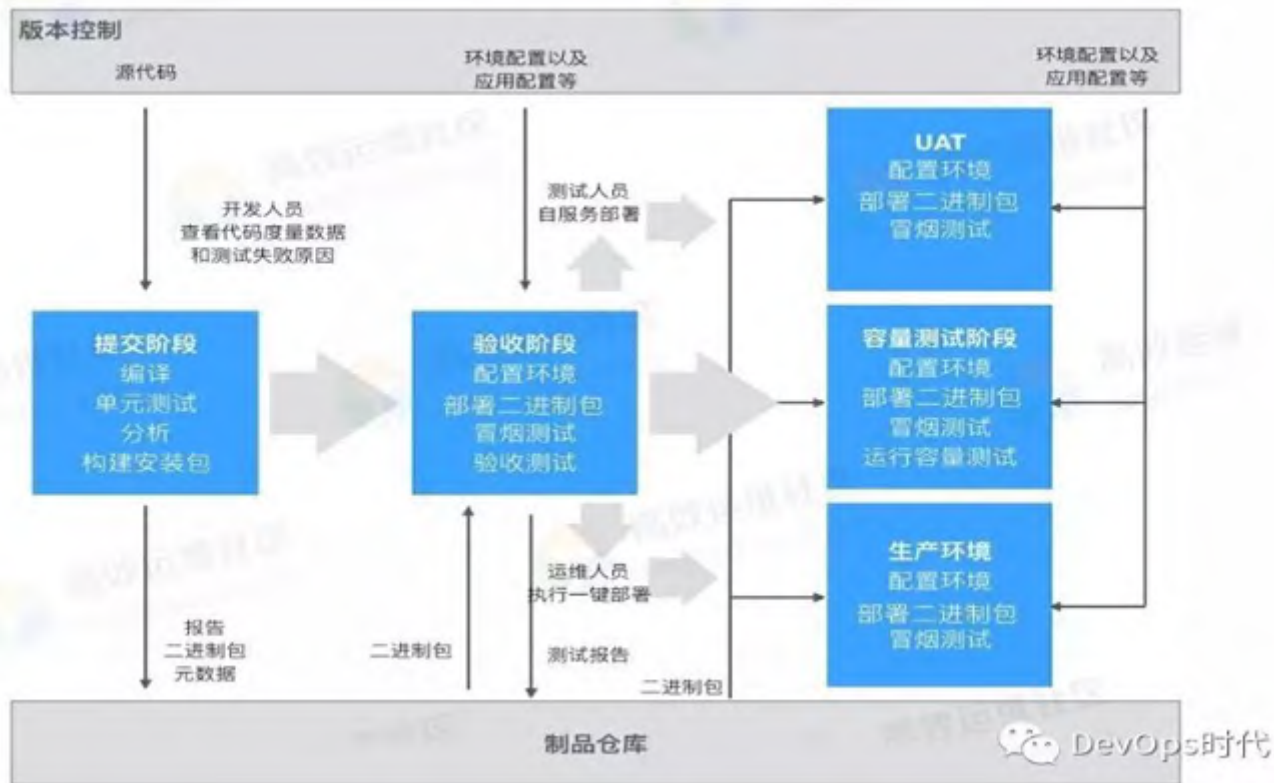 版本控制
源代码
环境配置以及
应用配置等
环境配置以及
应用配置等
开发人员
查看代码度量数据
和测试失败原因
测试人员
自服务部署
UAT
配置环境
部署二进制包
冒烟测试
提交阶段
编译
单元测试
分析
构建安装包
验收阶段
配置环境
部署二进制包
冒烟测试
验收测试
容量测试阶段
配置环境
部署二进制包
冒烟测试
运行容量测试
生产环境
配置环境
部署二进制包
冒烟测试
报告
二进制包
元数据
二进制包
运维人员
执行一键部署
测试报告
二进制包
制品仓库
DevOps时代